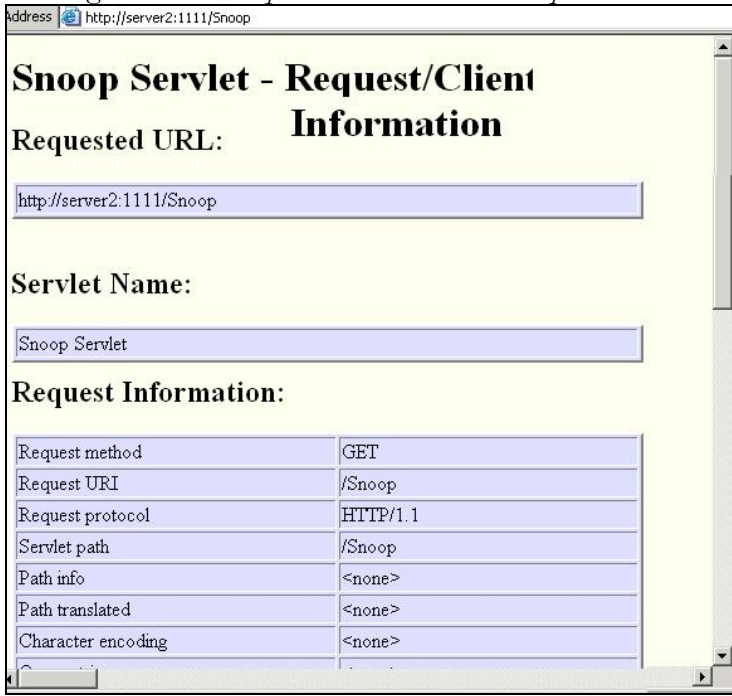 Address http://server2:1111/Snoop
Snoop Servlet - Request/Client
Information
Requested URL:
http://server2:1111/Snoop
Servlet Name:
Snoop Servlet
Request Information:
Request method GET
Request URI /Snoop
Request protocol HTTP/1.1
Servlet path /Snoop
Path info <none>
Path translated <none>
Character encoding <none>